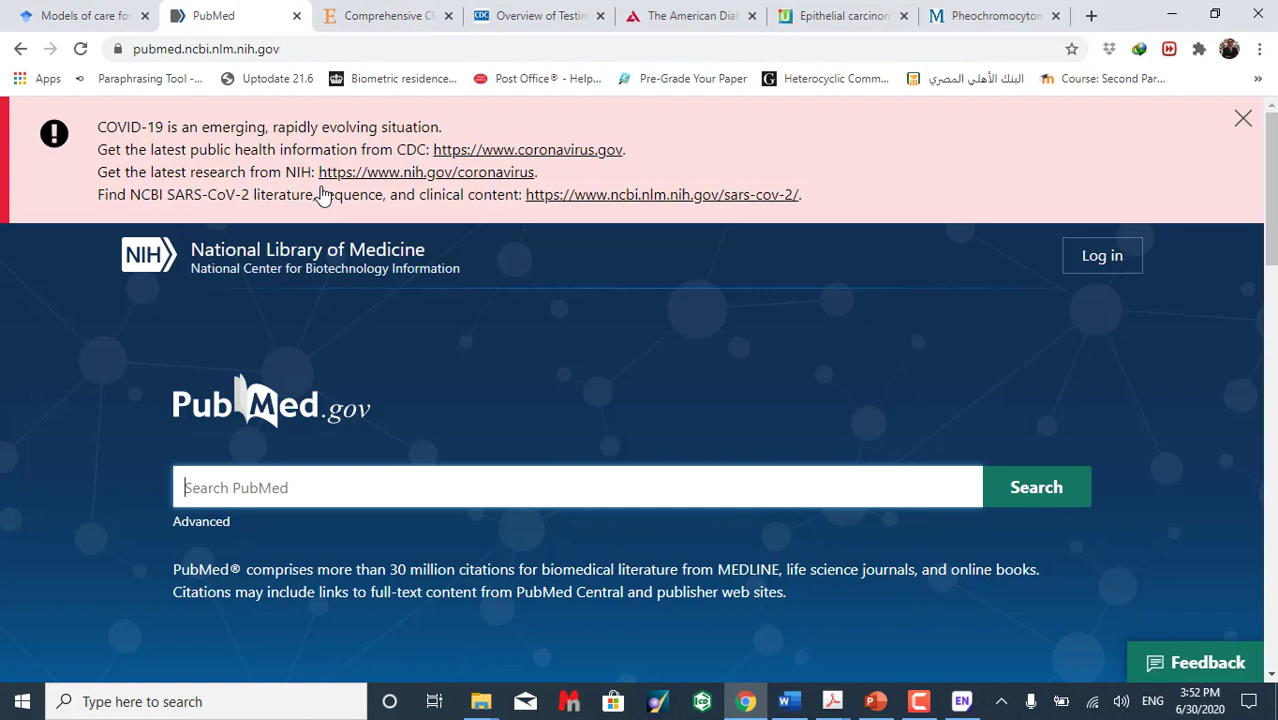 Models of care for
PubMed
Comprehensive Cl
CDC
Overview of Testin
The American Dial
Epithelial carcinom
Pheochromocyton
pubmed.ncbi.nlm.nih.gov
Apps
Paraphrasing Tool -...
Uptodate 21.6
Biometric residence...
Post Office® - Help...
Pre-Grade Your Paper
Heterocyclic Comm...
البنك الأهلي المصري
Course: Second Par...
»
COVID-19 is an emerging, rapidly evolving situation.
Get the latest public health information from CDC: https://www.coronavirus.gov.
Get the latest research from NIH: https://www.nih.gov/coronavirus.
Find NCBI SARS-CoV-2 literature, sequence, and clinical content: https://www.ncbi.nlm.nih.gov/sars-cov-2/.
NIH
National Library of Medicine
National Center for Biotechnology Information
Log in
PubMed.gov
Search PubMed
Search
Advanced
PubMed® comprises more than 30 million citations for biomedical literature from MEDLINE, life science journals, and online books.
Citations may include links to full-text content from PubMed Central and publisher web sites.
Feedback
Type here to search
EN
ENG
3:52 PM
6/30/2020